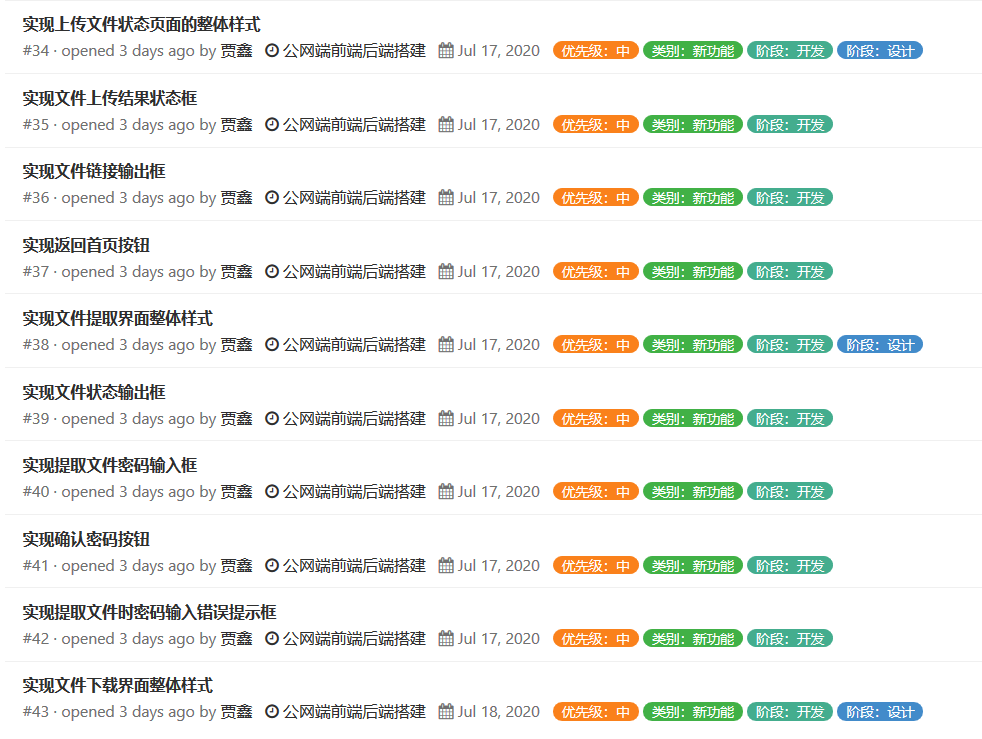 实现上传文件状态页面的整体样式
#34 · opened 3 days ago by 贾鑫 公网端前端后端搭建 Jul 17, 2020 优先级：中 类别：新功能 阶段：开发 阶段：设计
实现文件上传结果状态框
#35 · opened 3 days ago by 贾鑫 公网端前端后端搭建 Jul 17, 2020 优先级：中 类别：新功能 阶段：开发
实现文件链接输出框
#36 · opened 3 days ago by 贾鑫 公网端前端后端搭建 Jul 17, 2020 优先级：中 类别：新功能 阶段：开发
实现返回首页按钮
#37 · opened 3 days ago by 贾鑫 公网端前端后端搭建 Jul 17, 2020 优先级：中 类别：新功能 阶段：开发
实现文件提取界面整体样式
#38 · opened 3 days ago by 贾鑫 公网端前端后端搭建 Jul 17, 2020 优先级：中 类别：新功能 阶段：开发 阶段：设计
实现文件状态输出框
#39 · opened 3 days ago by 贾鑫 公网端前端后端搭建 Jul 17, 2020 优先级：中 类别：新功能 阶段：开发
实现提取文件密码输入框
#40 · opened 3 days ago by 贾鑫 公网端前端后端搭建 Jul 17, 2020 优先级：中 类别：新功能 阶段：开发
实现确认密码按钮
#41 · opened 3 days ago by 贾鑫 公网端前端后端搭建 Jul 17, 2020 优先级：中 类别：新功能 阶段：开发
实现提取文件时密码输入错误提示框
#42 · opened 3 days ago by 贾鑫 公网端前端后端搭建 Jul 17, 2020 优先级：中 类别：新功能 阶段：开发
实现文件下载界面整体样式
#43 · opened 3 days ago by 贾鑫 公网端前端后端搭建 Jul 18, 2020 优先级：中 类别：新功能 阶段：开发 阶段：设计